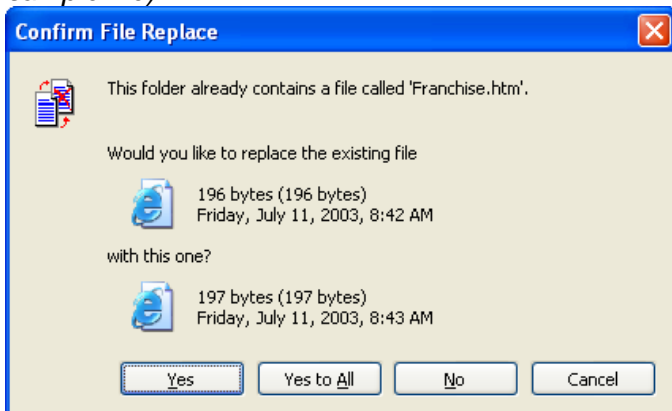 Confirm File Replace
This folder already contains a file called 'Franchise.htm'.
Would you like to replace the existing file
196 bytes (196 bytes)
Friday, July 11, 2003, 8:42 AM
with this one?
197 bytes (197 bytes)
Friday, July 11, 2003, 8:43 AM
Yes Yes to All No Cancel